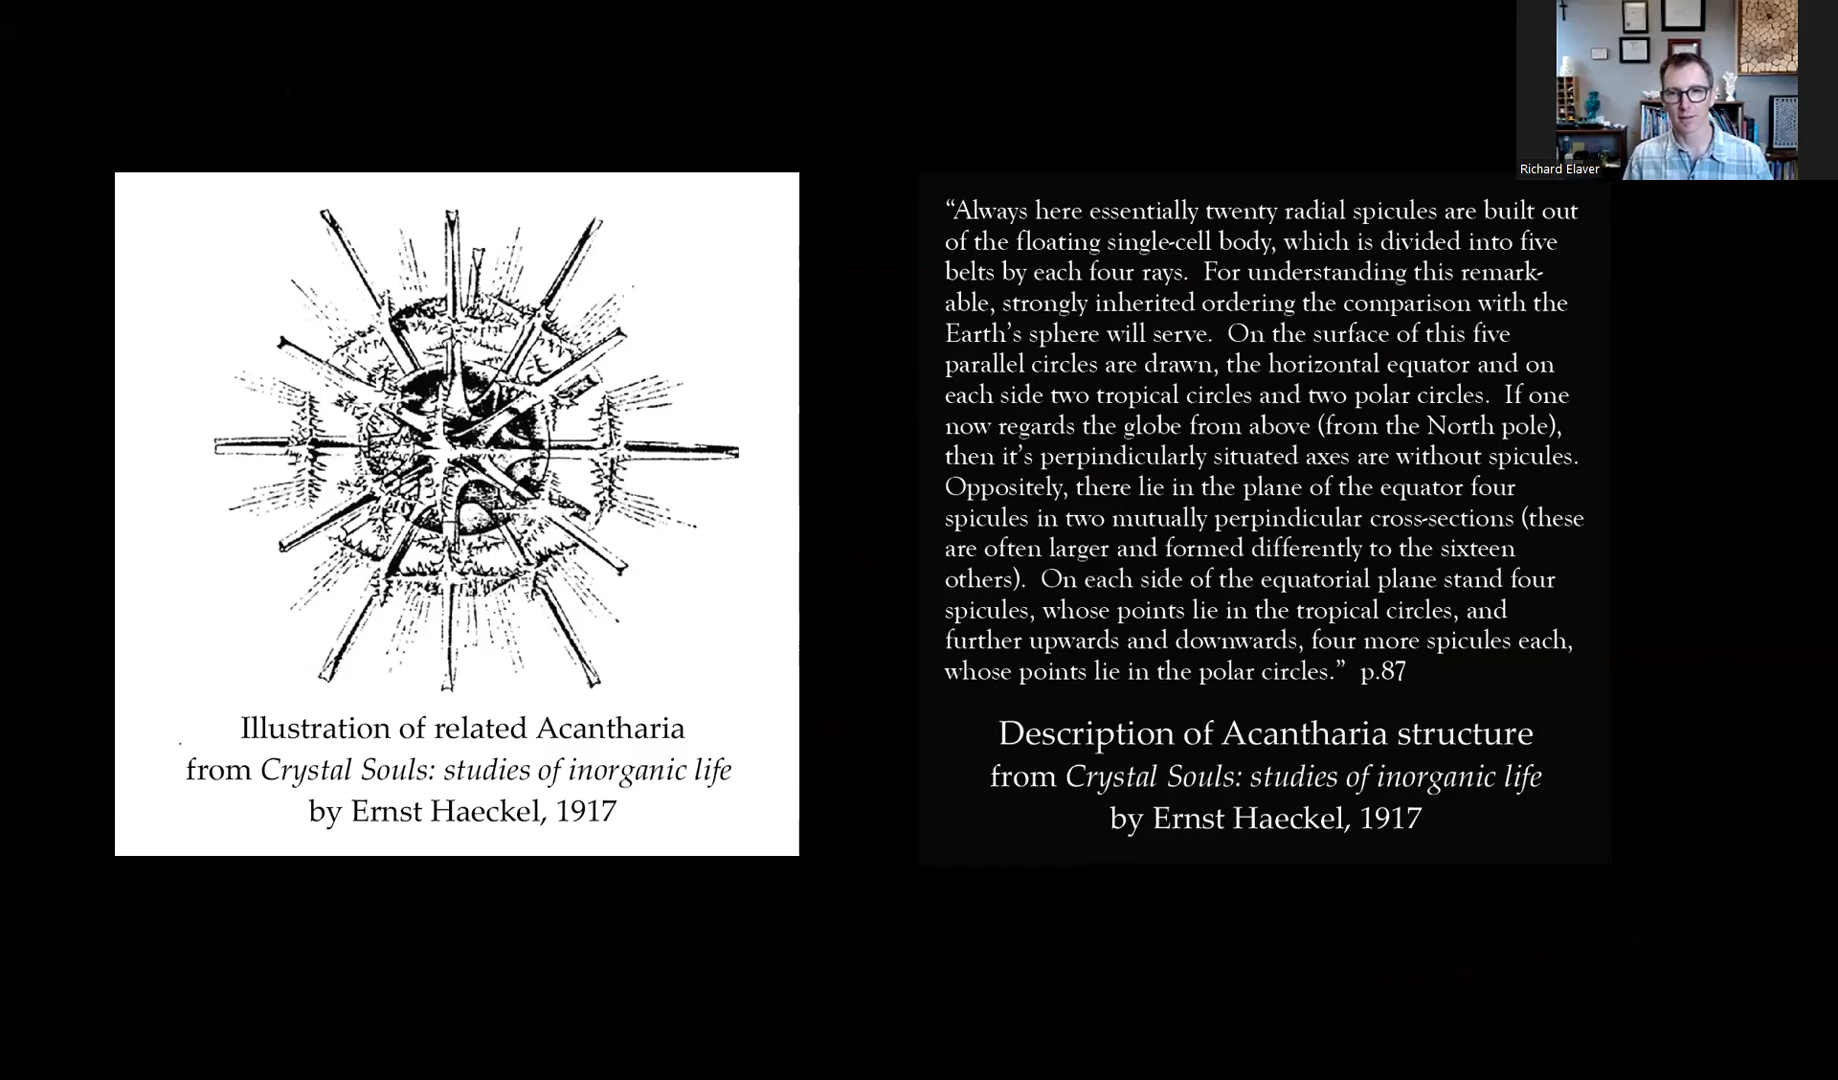 Richard Elaver
Illustration of related Acantharia
from Crystal Souls: studies of inorganic life
by Ernst Haeckel, 1917
“Always here essentially twenty radial spicules are built out
of the floating single-cell body, which is divided into five
belts by each four rays.  For understanding this remark-
able, strongly inherited ordering the comparison with the
Earth’s sphere will serve.  On the surface of this five
parallel circles are drawn, the horizontal equator and on
each side two tropical circles and two polar circles.  If one
now regards the globe from above (from the North pole),
then it’s perpindicularly situated axes are without spicules.
Oppositely, there lie in the plane of the equator four
spicules in two mutually perpindicular cross-sections (these
are often larger and formed differently to the sixteen
others).  On each side of the equatorial plane stand four
spicules, whose points lie in the tropical circles, and
further upwards and downwards, four more spicules each,
whose points lie in the polar circles.”  p.87
Description of Acantharia structure
from Crystal Souls: studies of inorganic life
by Ernst Haeckel, 1917